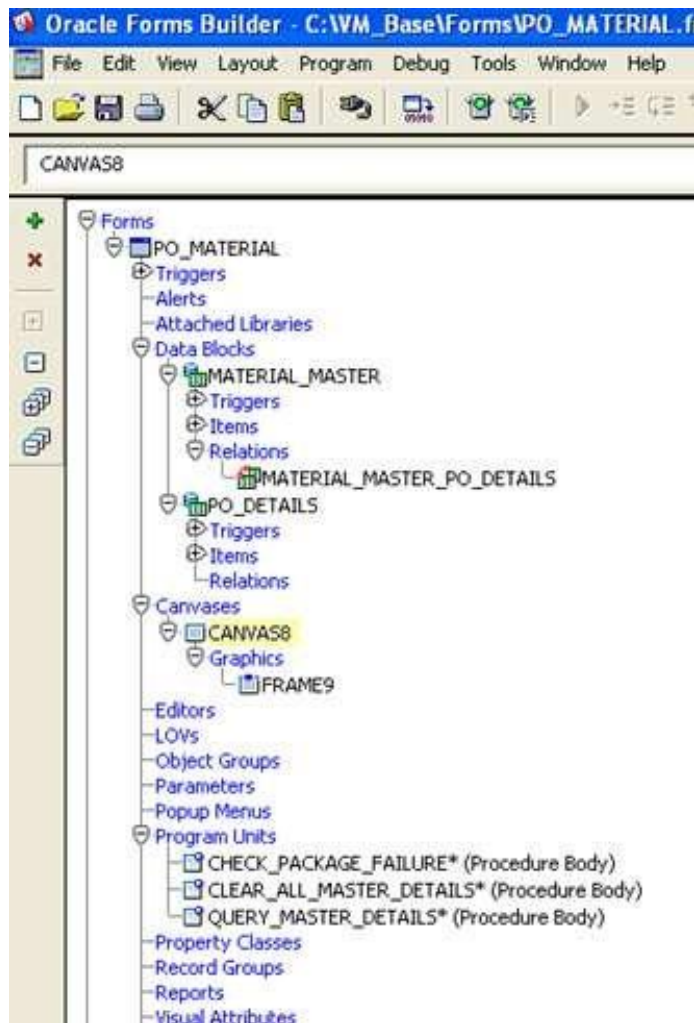 Oracle Forms Builder - C:\VM_Base\Forms\PO_MATERIAL.f
File Edit View Layout Program Debug Tools Window Help
CANVAS8
Forms
PO_MATERIAL
Triggers
Alerts
Attached Libraries
Data Blocks
MATERIAL_MASTER
Triggers
Items
Relations
MATERIAL_MASTER_PO_DETAILS
PO_DETAILS
Triggers
Items
Relations
Canvases
CANVAS8
Graphics
FRAME9
Editors
LOVs
Object Groups
Parameters
Popup Menus
Program Units
CHECK_PACKAGE_FAILURE* (Procedure Body)
CLEAR_ALL_MASTER_DETAILS* (Procedure Body)
QUERY_MASTER_DETAILS* (Procedure Body)
Property Classes
Record Groups
Reports
Visual Attributes